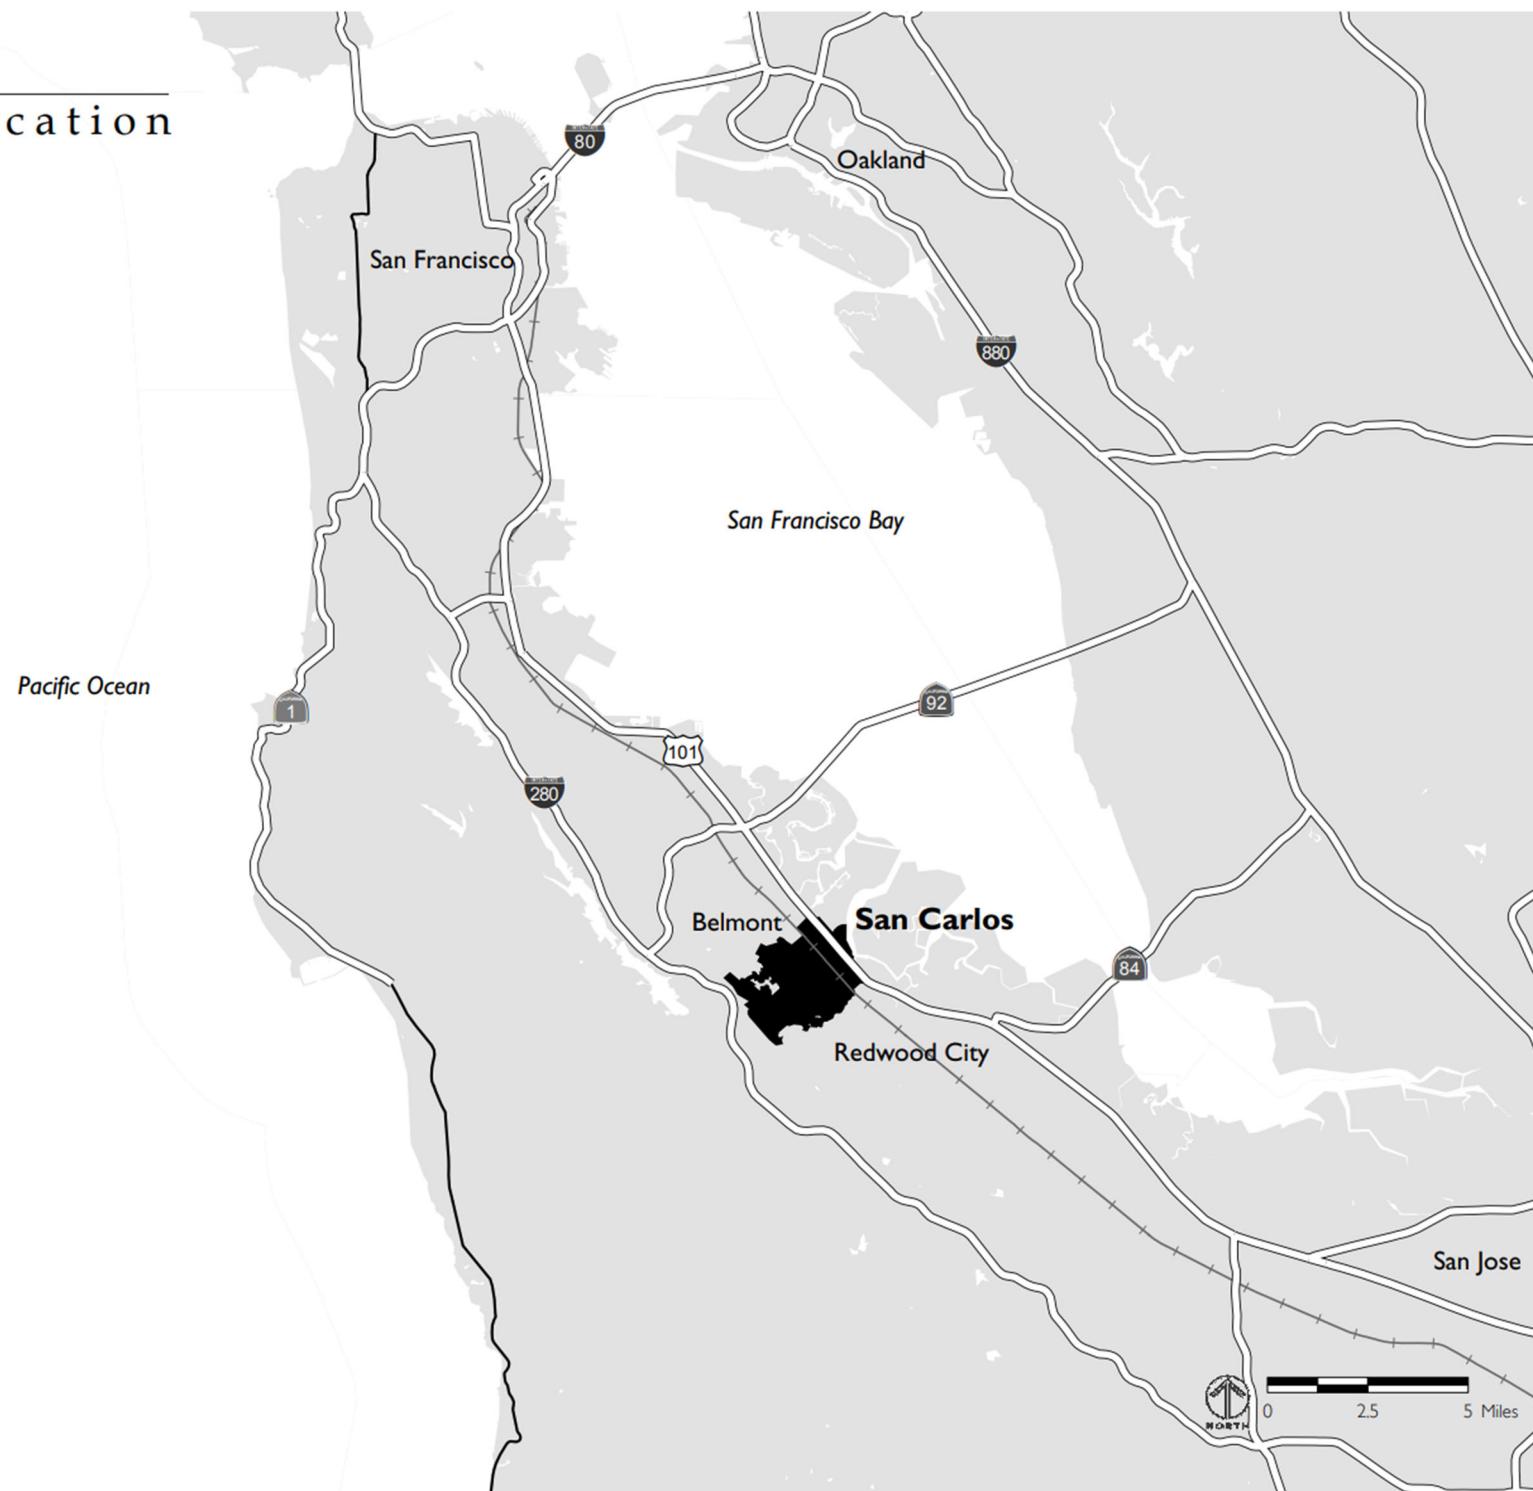 cation
80
Oakland
San Francisco
880
San Francisco Bay
Pacific Ocean
1
92
101
280
Belmont
San Carlos
84
Redwood City
San Jose
NORTH
0 2.5 5 Miles